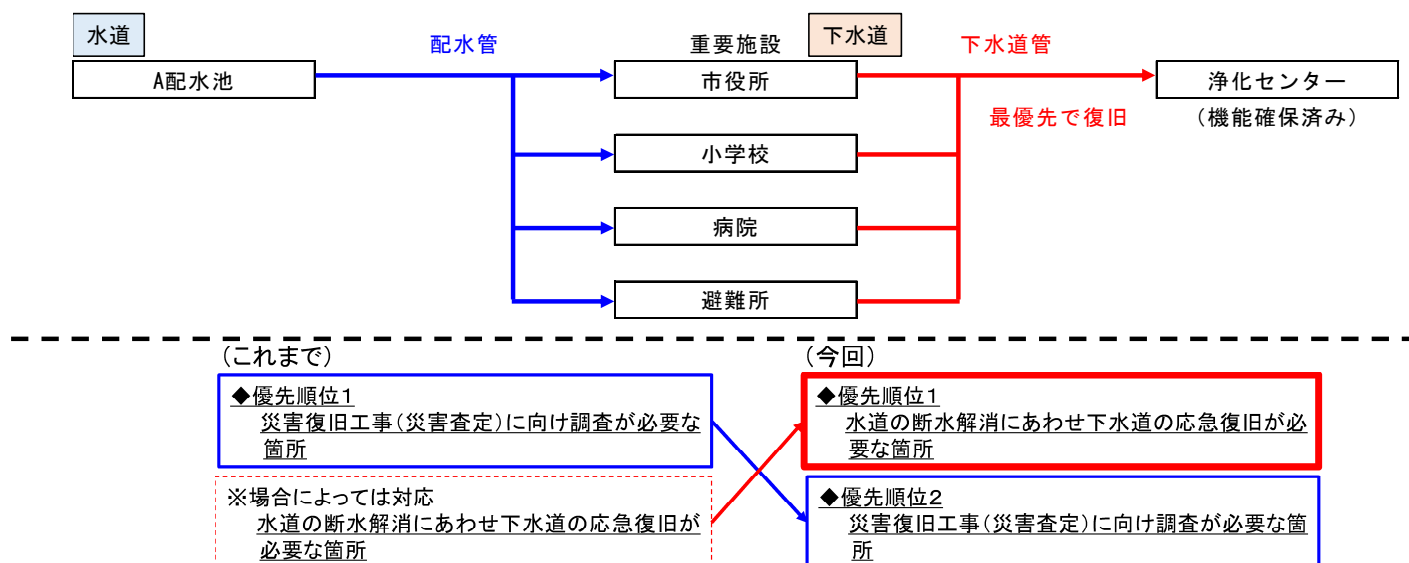 水道
配水管
重要施設
下水道
下水道管
A配水池
市役所
浄化センター
最優先で復旧
(機能確保済み)
小学校
病院
避難所
(これまで)
◆優先順位1
災害復旧工事(災害査定)に向け調査が必要な
箇所
※場合によっては対応
水道の断水解消にあわせ下水道の応急復旧が
必要な箇所
(今回)
◆優先順位1
水道の断水解消にあわせ下水道の応急復旧が必
要な箇所
◆優先順位2
災害復旧工事(災害査定)に向け調査が必要な箇
所